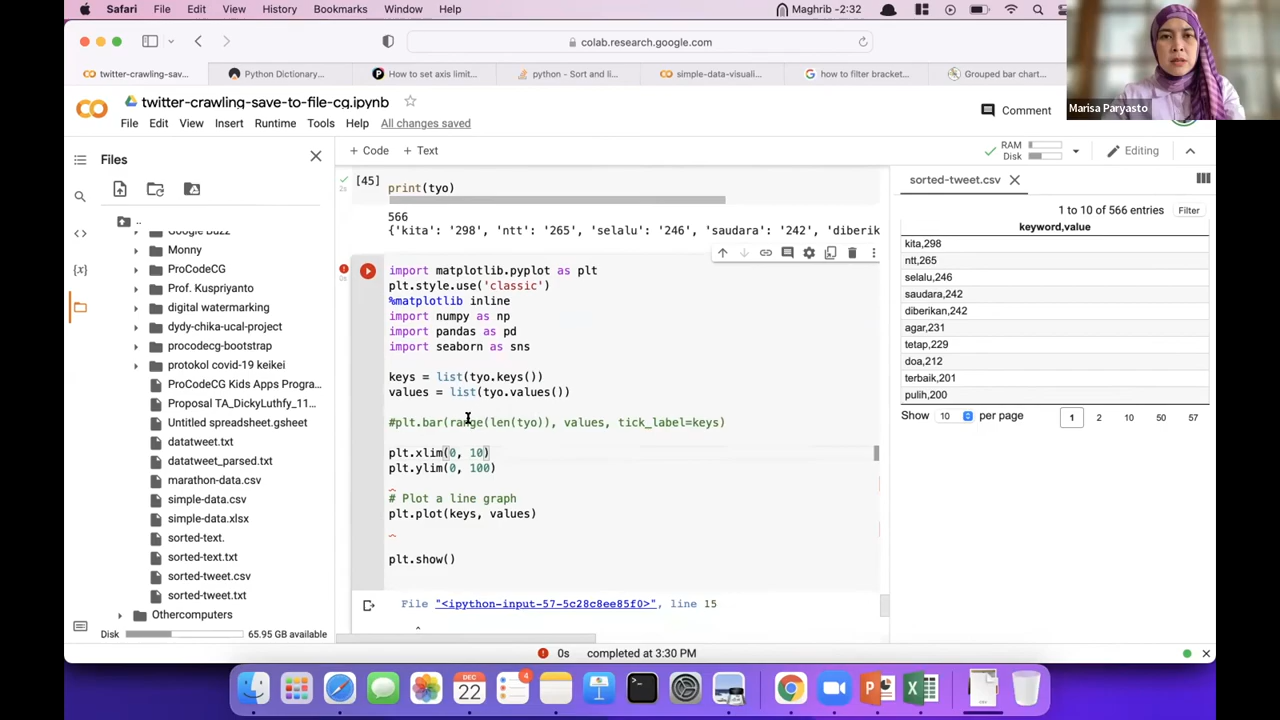 Safari File Edit View History Bookmarks Window Help Maghrib -2:32
colab.research.google.com
twitter-crawling-sav... Python Dictionary... How to set axis limit... python - Sort and li... simple-data-visuali... how to filter bracket... Grouped bar chart...
twitter-crawling-save-to-file-cg.ipynb
File Edit View Insert Runtime Tools Help All changes saved
Comment
Marisa Paryasto
Files
+ Code + Text
RAM
Disk
Editing
..
Google Buzz
Monny
ProCodeCG
Prof. Kuspriyanto
digital watermarking
dydy-chika-ucal-project
procodecg-bootstrap
protokol covid-19 keikei
ProCodeCG Kids Apps Progra...
Proposal TA_DickyLuthfy_11...
Untitled spreadsheet.gsheet
datatweet.txt
datatweet_parsed.txt
marathon-data.csv
simple-data.csv
simple-data.xlsx
sorted-text.
sorted-text.txt
sorted-tweet.csv
sorted-tweet.txt
Othercomputers
Disk 65.95 GB available
[45]
2s
print(tyo)
566
{'kita': '298', 'ntt': '265', 'selalu': '246', 'saudara': '242', 'diberik
0s
import matplotlib.pyplot as plt
plt.style.use('classic')
%matplotlib inline
import numpy as np
import pandas as pd
import seaborn as sns
keys = list(tyo.keys())
values = list(tyo.values())
#plt.bar(range(len(tyo)), values, tick_label=keys)
plt.xlim(0, 10)
plt.ylim(0, 100)
# Plot a line graph
plt.plot(keys, values)
plt.show()
File "<ipython-input-57-5c28c8ee85f0>", line 15
^
sorted-tweet.csv
1 to 10 of 566 entries Filter
keyword,value
kita,298
ntt,265
selalu,246
saudara,242
diberikan,242
agar,231
tetap,229
doa,212
terbaik,201
pulih,200
Show 10 per page 1 2 10 50 57
0s completed at 3:30 PM
DEC
22
4